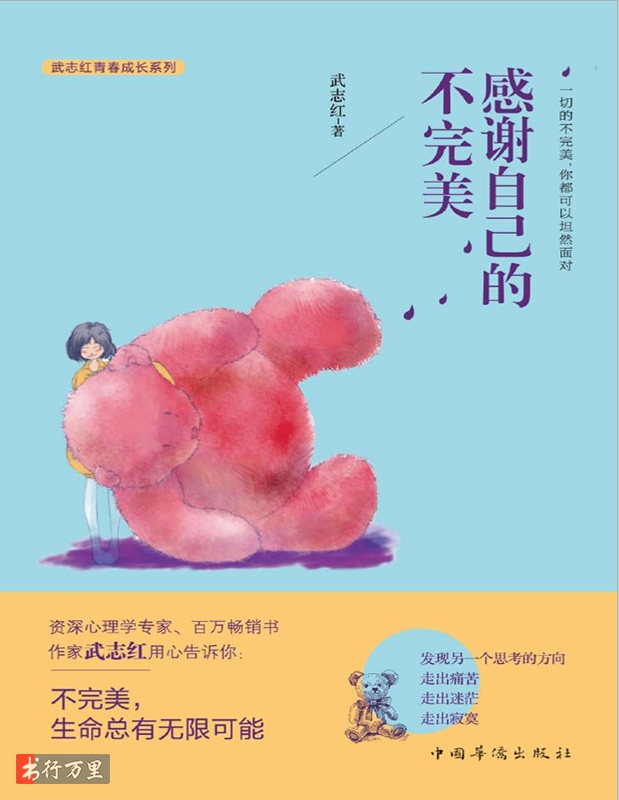 武志红青春成长系列
一切的不完美,你都可以坦然面对
感谢自己的
不完美
武志红-著
资深心理学专家、百万畅销书
作家武志红用心告诉你:
不完美,
生命总有无限可能
发现另一个思考的方向
走出痛苦
走出迷茫
走出寂寞
中国华侨出版社
书行万里